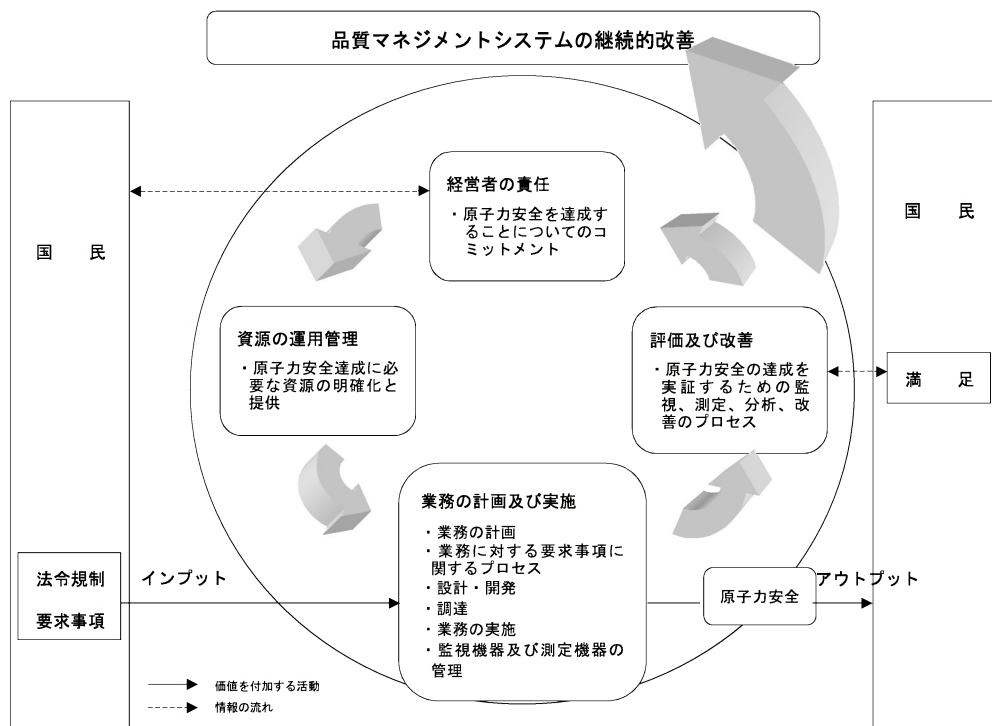 品質マネジメントシステムの継続的改善
国　　民
国　　民
経営者の責任
・原子力安全を達成す
ることについてのコ
ミットメント
資源の運用管理
・原子力安全達成に必
要な資源の明確化と
提供
評価及び改善
・原子力安全の達成を
実証するための監
視、測定、分析、改
善のプロセス
満　　足
業務の計画及び実施
・業務の計画
・業務に対する要求事項に
関するプロセス
・設計・開発
・調達
・業務の実施
・監視機器及び測定機器の
管理
法令規制
要求事項
インプット
原子力安全
アウトプット
価値を付加する活動
情報の流れ